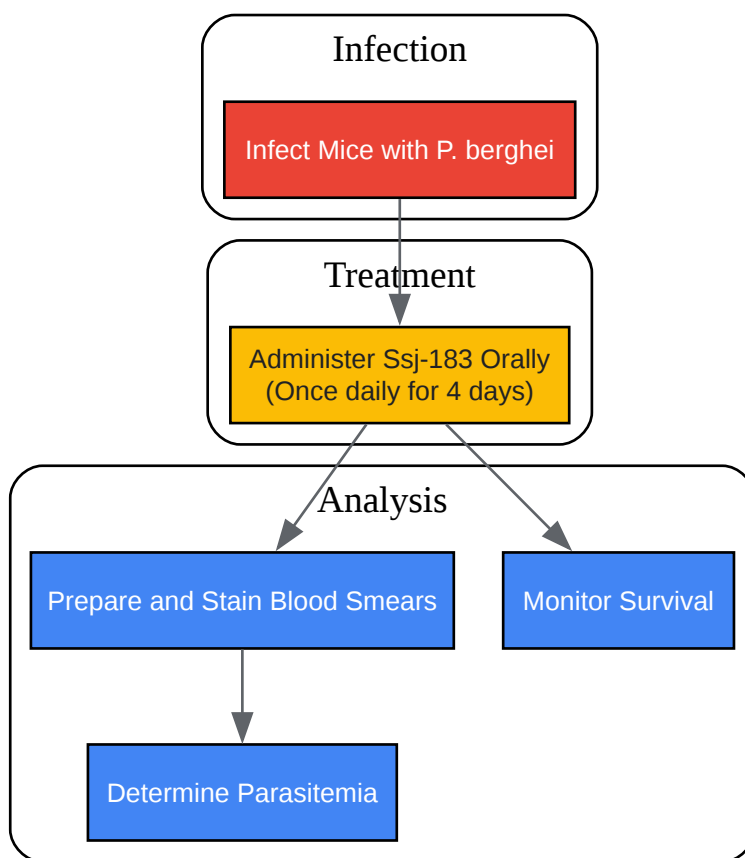 Infection
Infect Mice with P. berghei
Treatment
Administer Ssj-183 Orally
(Once daily for 4 days)
Analysis
Prepare and Stain Blood Smears
Monitor Survival
Determine Parasitemia